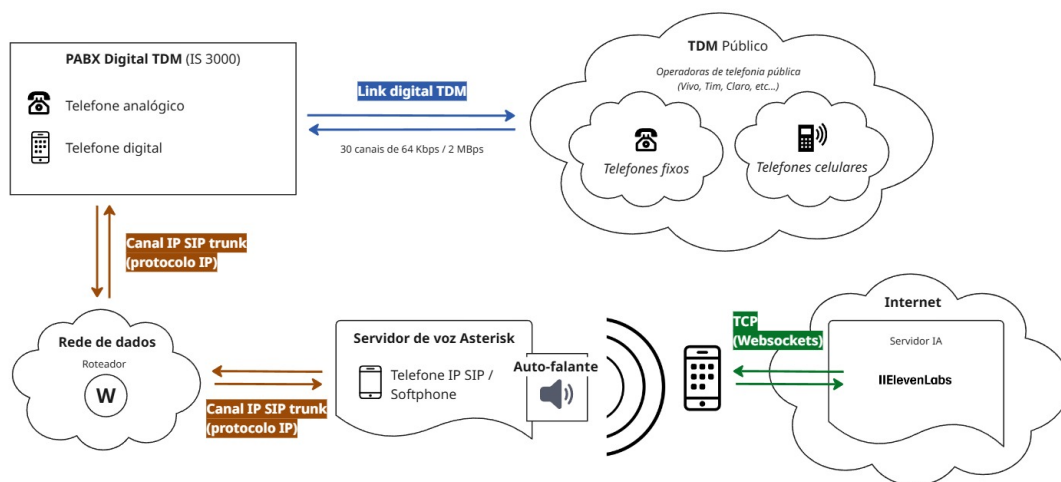 PABX Digital TDM (IS 3000)
Telefone analógico
Telefone digital
Link digital TDM
30 canais de 64 Kbps / 2 MBps
TDM Público
Operadoras de telefonia pública
(Vivo, Tim, Claro, etc...)
Telefones fixos
Telefones celulares
Canal IP SIP trunk
(protocolo IP)
Rede de dados
Roteador
W
Canal IP SIP trunk
(protocolo IP)
Servidor de voz Asterisk
Telefone IP SIP /
Softphone
Auto-falante
TCP
(Websockets)
Internet
Servidor IA
IIElevenLabs